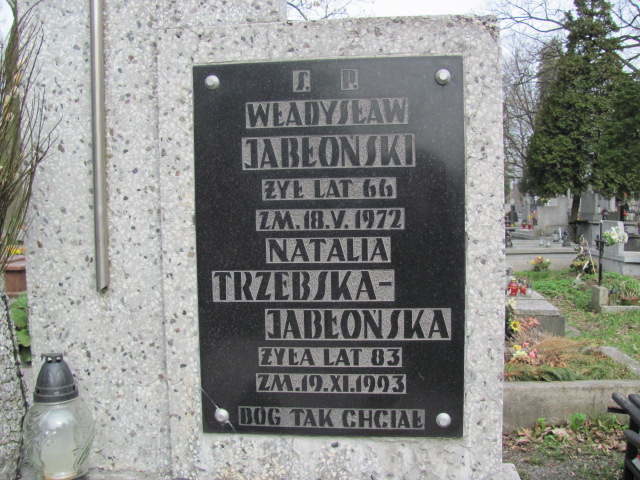 Ś. P.
WŁADYSŁAW
JABŁOŃSKI
ŻYŁ LAT 66
ZM. 18.V. 1972
NATALIA
TRZEBSKA-
JABŁOŃSKA
ŻYŁA LAT 83
ZM. 19.XI.1993
BÓG TAK CHCIAŁ